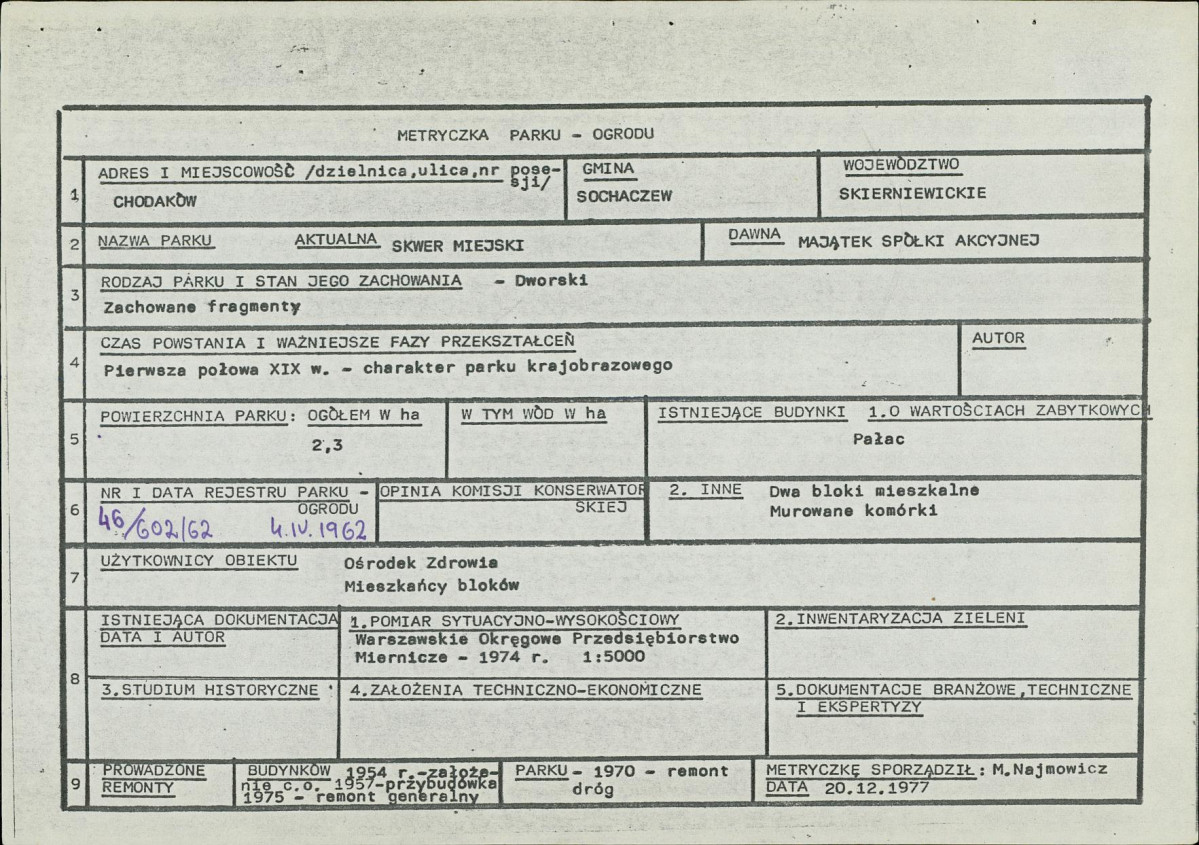 METRYCZKA PARKU - OGRODU
1
ADRES I MIEJSCOWOŚĆ /dzielnica,ulica,nr pose-
sji/
CHODAKÓW
GMINA
SOCHACZEW
WOJEWÓDZTWO
SKIERNIEWICKIE
2
NAZWA PARKU AKTUALNA SKWER MIEJSKI
DAWNA MAJĄTEK SPÓŁKI AKCYJNEJ
3
RODZAJ PARKU I STAN JEGO ZACHOWANIA - Dworski
Zachowane fragmenty
4
CZAS POWSTANIA I WAŻNIEJSZE FAZY PRZEKSZTAŁCEŃ
Pierwsza połowa XIX w. - charakter parku krajobrazowego
AUTOR
5
POWIERZCHNIA PARKU: OGÓŁEM W ha
2,3
W TYM WÓD W ha
ISTNIEJĄCE BUDYNKI 1.O WARTOŚCIACH ZABYTKOWYCH
Pałac
6
NR I DATA REJESTRU PARKU -
OGRODU
46/602/62 4.IV.1962
OPINIA KOMISJI KONSERWATOR
SKIEJ
2. INNE Dwa bloki mieszkalne
Murowane komórki
7
UŻYTKOWNICY OBIEKTU Ośrodek Zdrowia
Mieszkańcy bloków
8
ISTNIEJĄCA DOKUMENTACJA
DATA I AUTOR
1.POMIAR SYTUACYJNO-WYSOKOŚCIOWY
Warszawskie Okręgowe Przedsiębiorstwo
Miernicze - 1974 r. 1:5000
2.INWENTARYZACJA ZIELENI
3.STUDIUM HISTORYCZNE
4.ZAŁOŻENIA TECHNICZNO-EKONOMICZNE
5.DOKUMENTACJE BRANŻOWE,TECHNICZNE
I EKSPERTYZY
9
PROWADZONE
REMONTY
BUDYNKÓW 1954 r.-założe-
nie c.o. 1957-przybudówka
1975 - remont generalny
PARKU - 1970 - remont
dróg
METRYCZKĘ SPORZĄDZIŁ: M.Najmowicz
DATA 20.12.1977